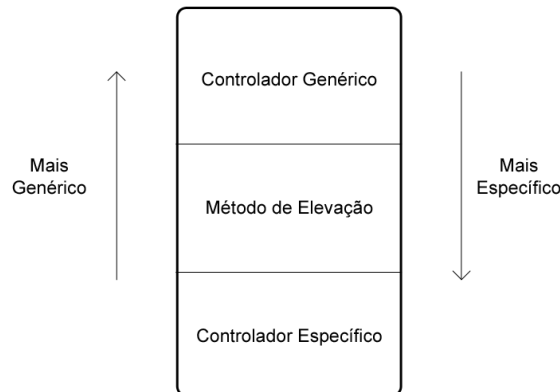 Controlador Genérico
Mais
Genérico
Mais
Específico
Método de Elevação
Controlador Específico